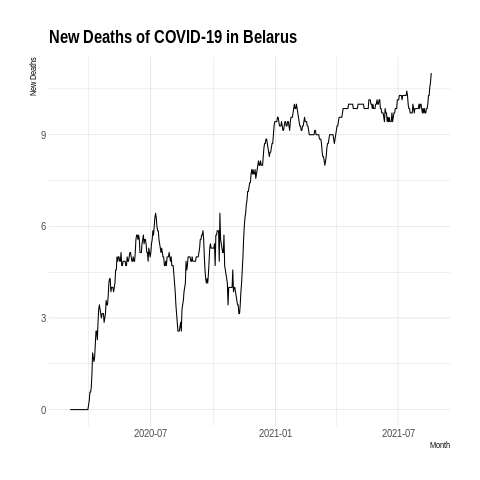 New Deaths of COVID-19 in Belarus
New Deaths
9
6
3
0
2020-07
2021-01
2021-07
Month